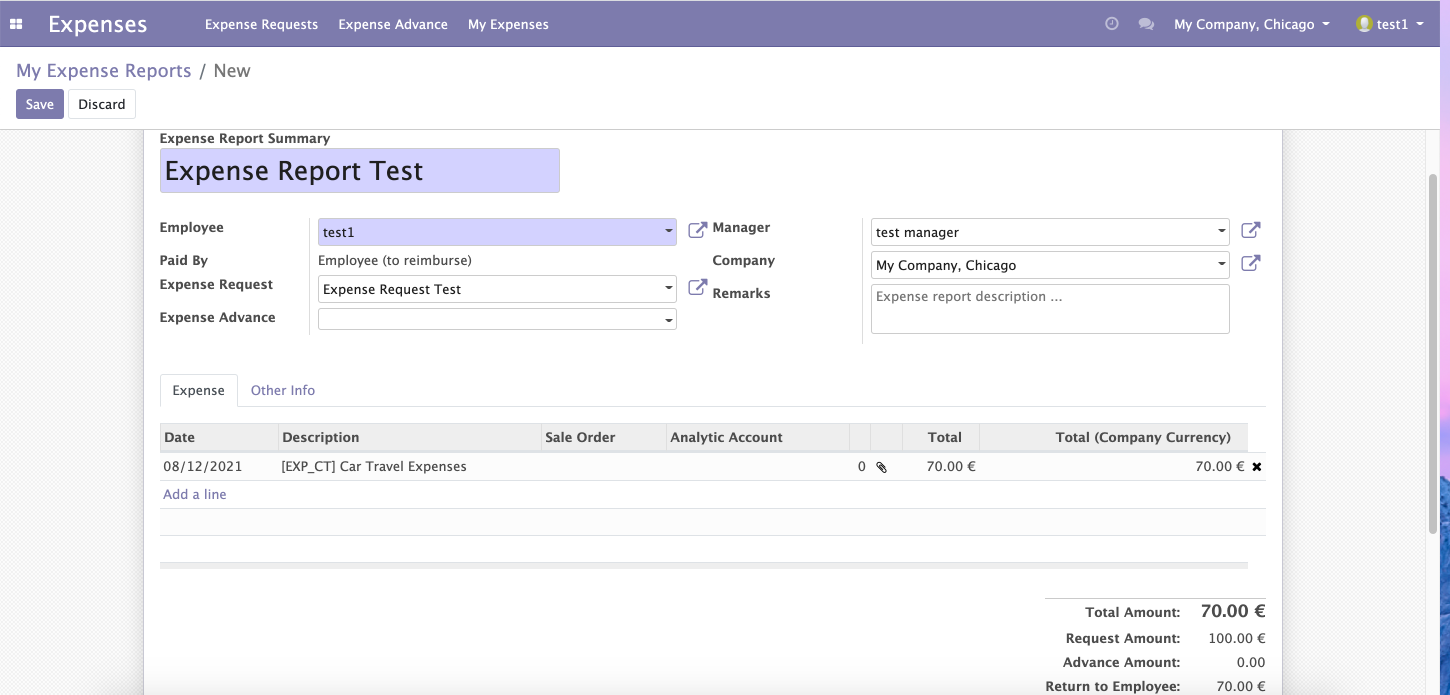 Expenses Expense Requests Expense Advance My Expenses My Company, Chicago test1
My Expense Reports / New
Save Discard
Expense Report Summary
Expense Report Test
Employee test1 Manager test manager
Paid By Employee (to reimburse) Company My Company, Chicago
Expense Request Expense Request Test Remarks Expense report description ...
Expense Advance
Expense Other Info
Date Description Sale Order Analytic Account Total Total (Company Currency)
08/12/2021 [EXP_CT] Car Travel Expenses 0 70.00 € 70.00 €
Add a line
Total Amount: 70.00 €
Request Amount: 100.00 €
Advance Amount: 0.00
Return to Employee: 70.00 €